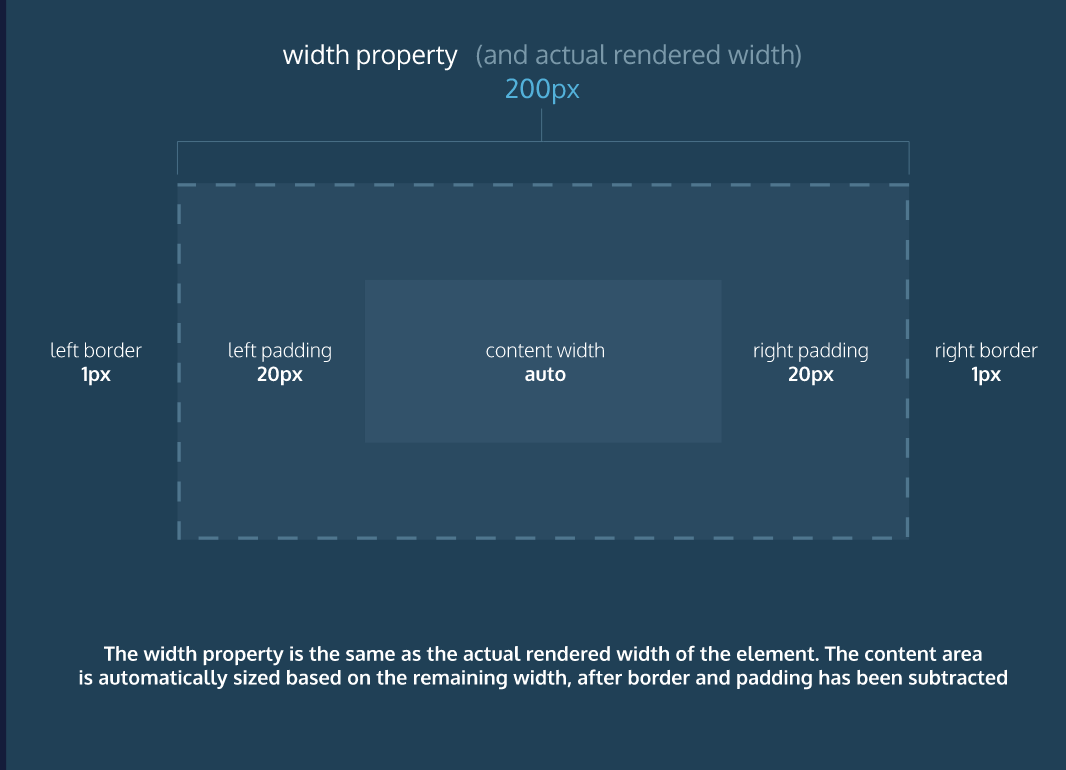 width property (and actual rendered width)
200px
left border
1px
left padding
20px
content width
auto
right padding
20px
right border
1px
The width property is the same as the actual rendered width of the element. The content area
is automatically sized based on the remaining width, after border and padding has been subtracted